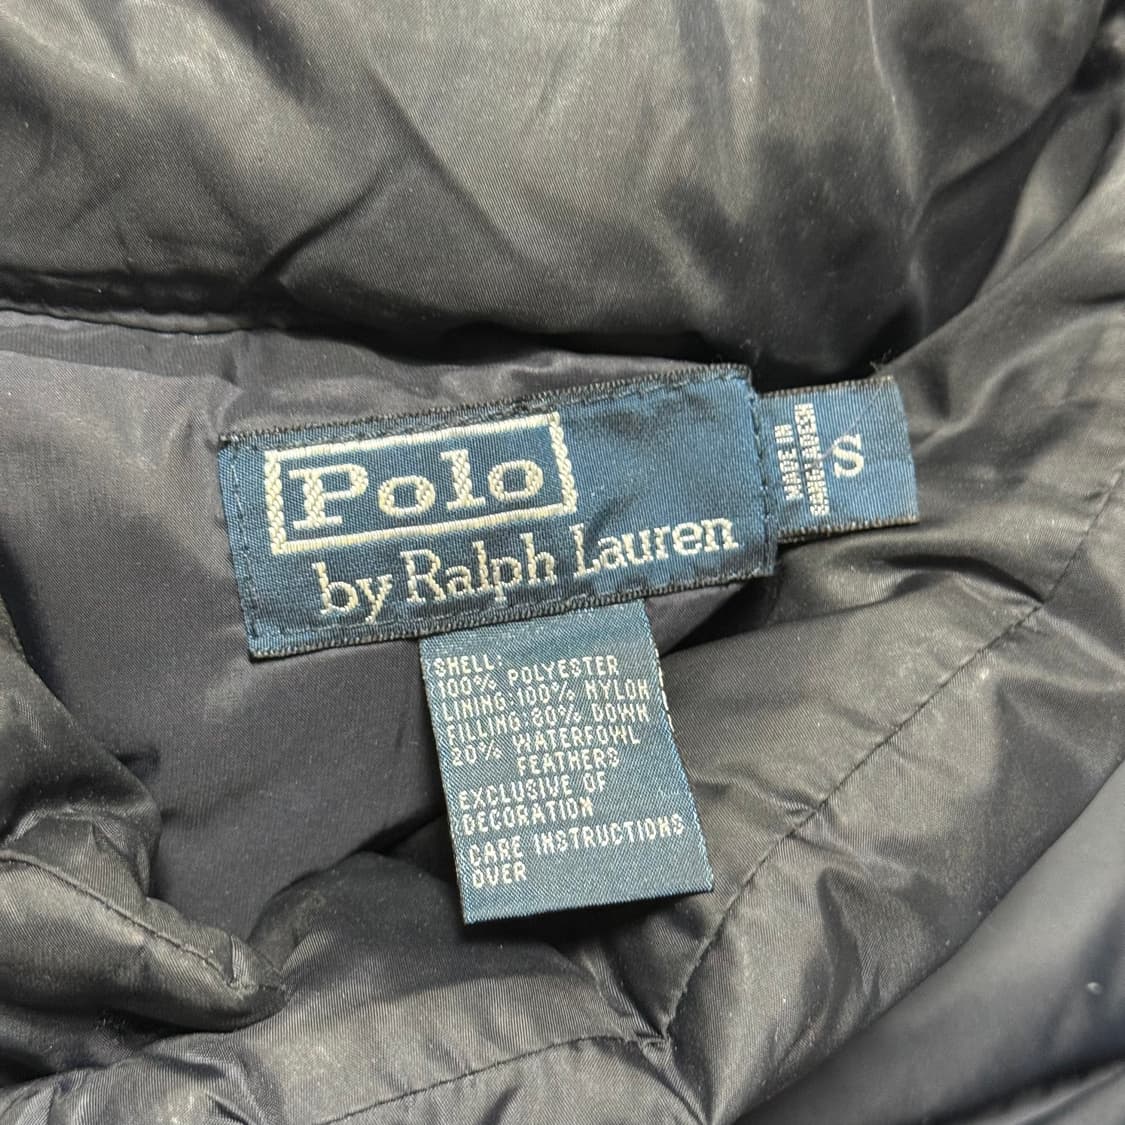 Polo
by Ralph Lauren
MADE IN
BANGLADESH
S
SHELL:
100% POLYESTER
LINING:100% NYLON
FILLING:80% DOWN
20% WATERFOWL
FEATHERS
EXCLUSIVE OF
DECORATION
CARE INSTRUCTIONS
OVER